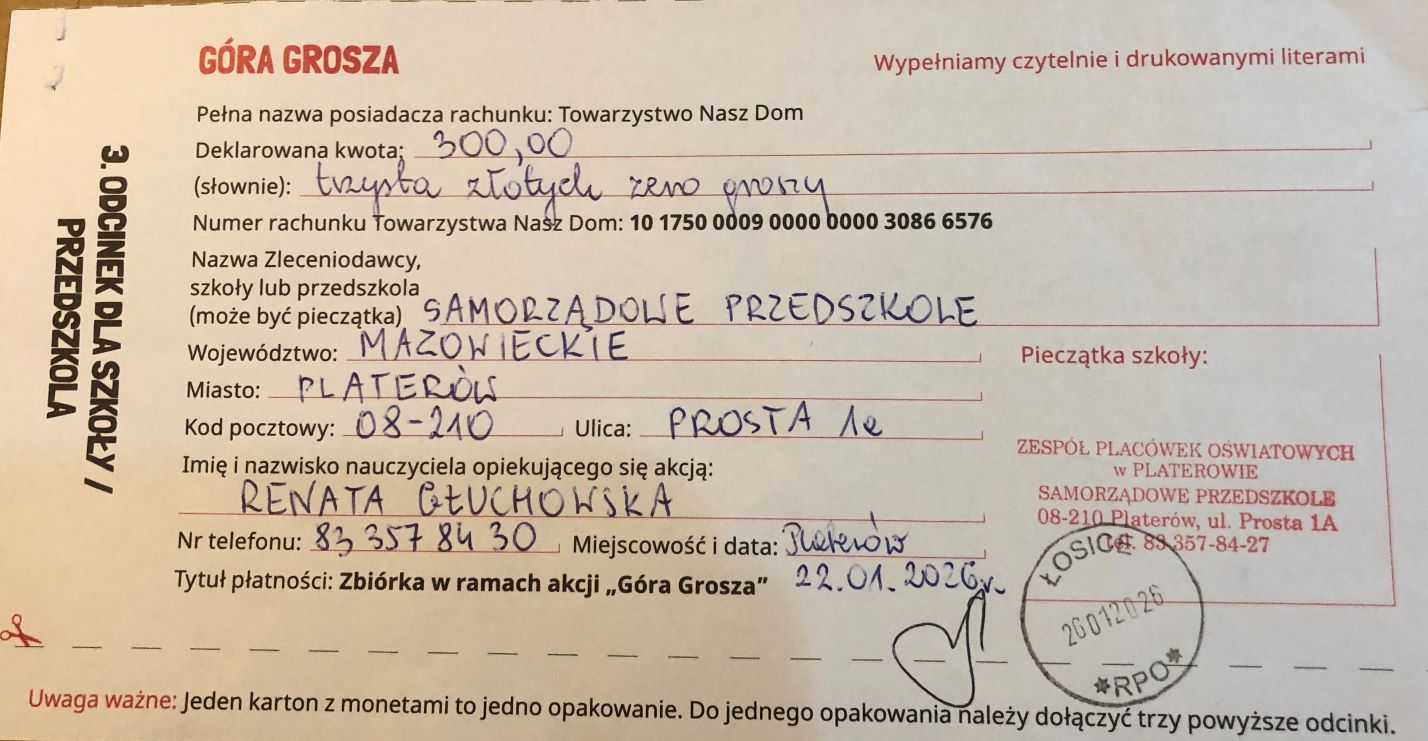 GÓRA GROSZA
Wypełniamy czytelnie i drukowanymi literami
3. ODCINEK DLA SZKOŁY /
PRZEDSZKOLA
Pełna nazwa posiadacza rachunku: Towarzystwo Nasz Dom
Deklarowana kwota: 300,00
(słownie): trzysta złotych zero groszy
Numer rachunku Towarzystwa Nasz Dom: 10 1750 0009 0000 0000 3086 6576
Nazwa Zleceniodawcy,
szkoły lub przedszkola
(może być pieczątka) SAMORZĄDOWE PRZEDSZKOLE
Województwo: MAZOWIECKIE
Miasto: PLATERÓW
Kod pocztowy: 08-210 Ulica: PROSTA 1a
Imię i nazwisko nauczyciela opiekującego się akcją:
RENATA GŁUCHOWSKA
Nr telefonu: 83 357 84 30 Miejscowość i data: Platerów
Tytuł płatności: Zbiórka w ramach akcji „Góra Grosza” 22.01.2026r.
Pieczątka szkoły:
ZESPÓŁ PLACÓWEK OŚWIATOWYCH
w PLATEROWIE
SAMORZĄDOWE PRZEDSZKOLE
08-210 Platerów, ul. Prosta 1A
tel. 83 357-84-27
ŁOSICE
26012026
*RPO*
Uwaga ważne: Jeden karton z monetami to jedno opakowanie. Do jednego opakowania należy dołączyć trzy powyższe odcinki.